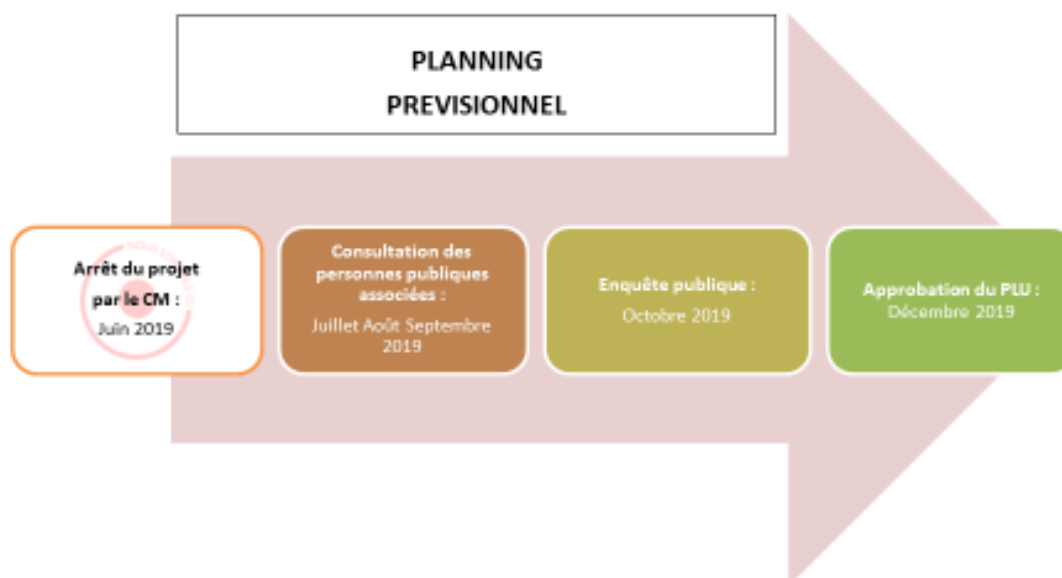 PLANNING
PREVISIONNEL
Arrêt du projet
par le CM :
Juin 2019
Consultation des
personnes publiques
associées :
Juillet Août Septembre
2019
Enquête publique :
Octobre 2019
Approbation du PLU :
Décembre 2019